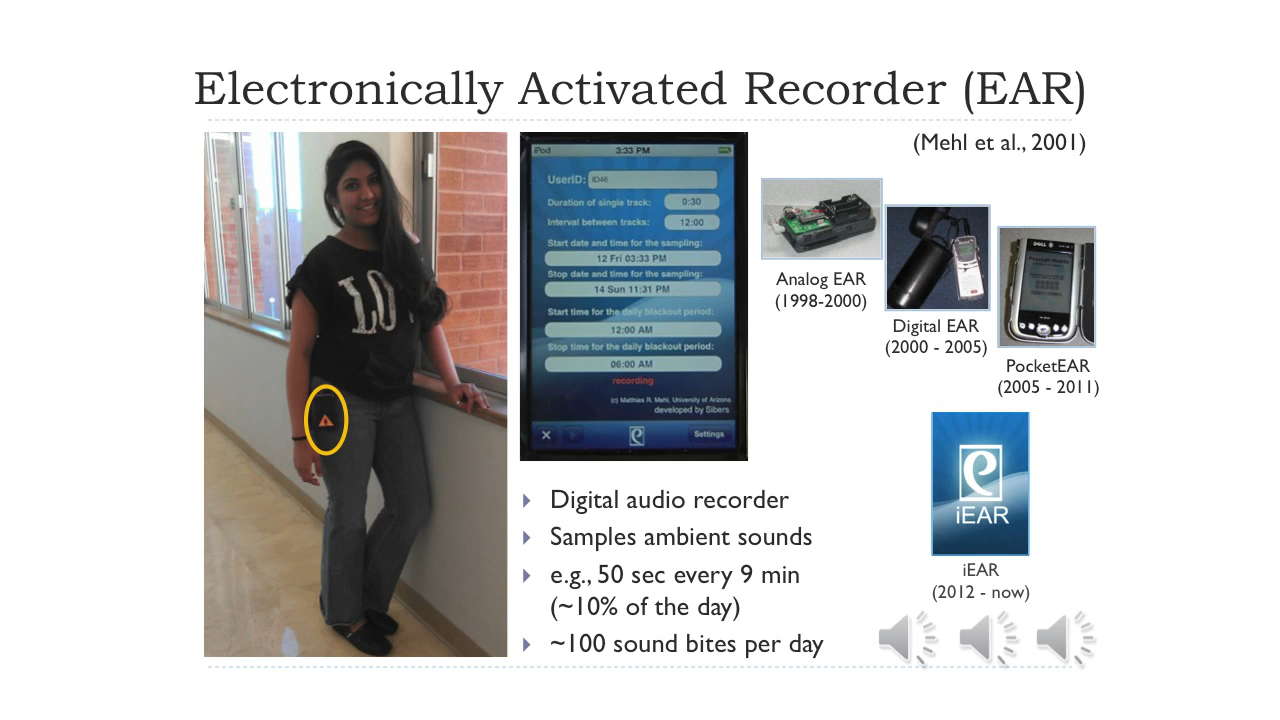 Electronically Activated Recorder (EAR)
(Mehl et al., 2001)
LO
iPod 3:33 PM
UserID: ID46
Duration of single track: 0:30
Interval between tracks: 12:00
Start date and time for the sampling:
12 Fri 03:33 PM
Stop date and time for the sampling:
14 Sun 11:31 PM
Start time for the daily blackout period:
12:00 AM
Stop time for the daily blackout period:
06:00 AM
recording
(c) Matthias R. Mehl, University of Arizona
developed by Sibers
Settings
Analog EAR
(1998-2000)
Digital EAR
(2000 - 2005)
DELL
PocketEAR
(2005 - 2011)
iEAR
iEAR
(2012 - now)
Digital audio recorder
Samples ambient sounds
e.g., 50 sec every 9 min
(~10% of the day)
~100 sound bites per day